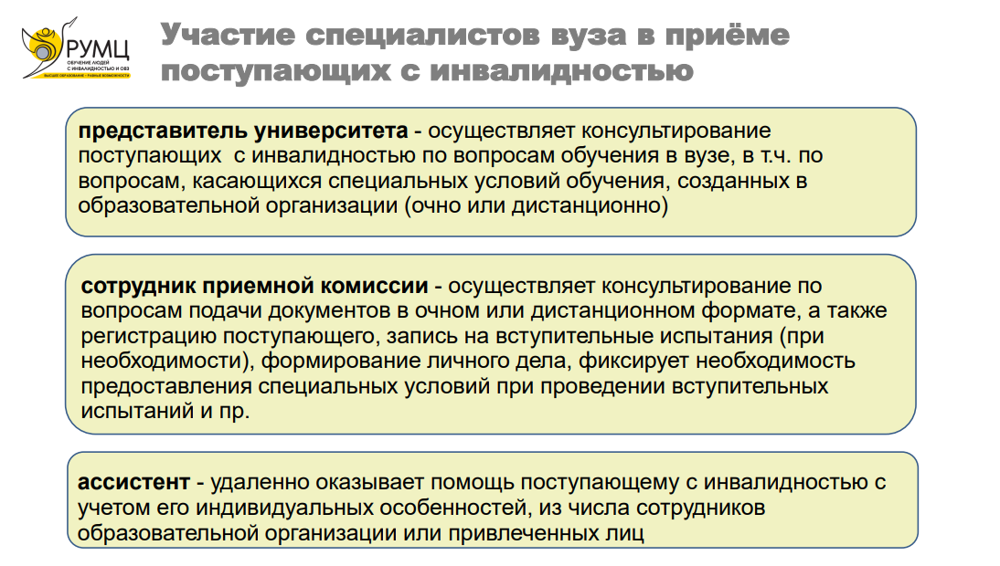 Участие специалистов вуза в приёме
поступающих с инвалидностью
РУМЦ
ОБУЧЕНИЕ ЛЮДЕЙ
С ИНВАЛИДНОСТЬЮ И ОВЗ
ВЫСШЕЕ ОБРАЗОВАНИЕ – РАВНЫЕ ВОЗМОЖНОСТИ
представитель университета - осуществляет консультирование
поступающих  с инвалидностью по вопросам обучения в вузе, в т.ч. по
вопросам, касающихся специальных условий обучения, созданных в
образовательной организации (очно или дистанционно)
сотрудник приемной комиссии - осуществляет консультирование по
вопросам подачи документов в очном или дистанционном формате, а также
регистрацию поступающего, запись на вступительные испытания (при
необходимости), формирование личного дела, фиксирует необходимость
предоставления специальных условий при проведении вступительных
испытаний и пр.
ассистент - удаленно оказывает помощь поступающему с инвалидностью с
учетом его индивидуальных особенностей, из числа сотрудников
образовательной организации или привлеченных лиц